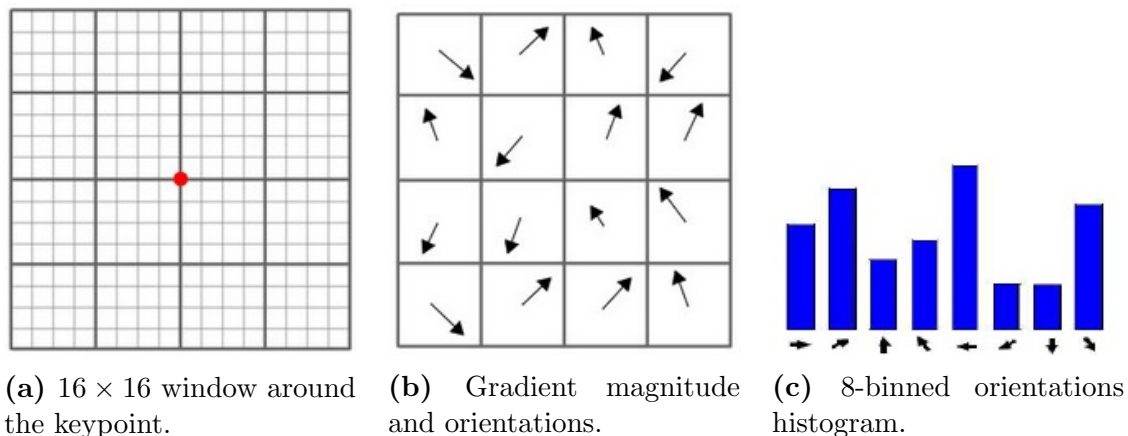 (a) 16 × 16 window around
the keypoint.
(b) Gradient magnitude
and orientations.
(c) 8-binned orientations
histogram.